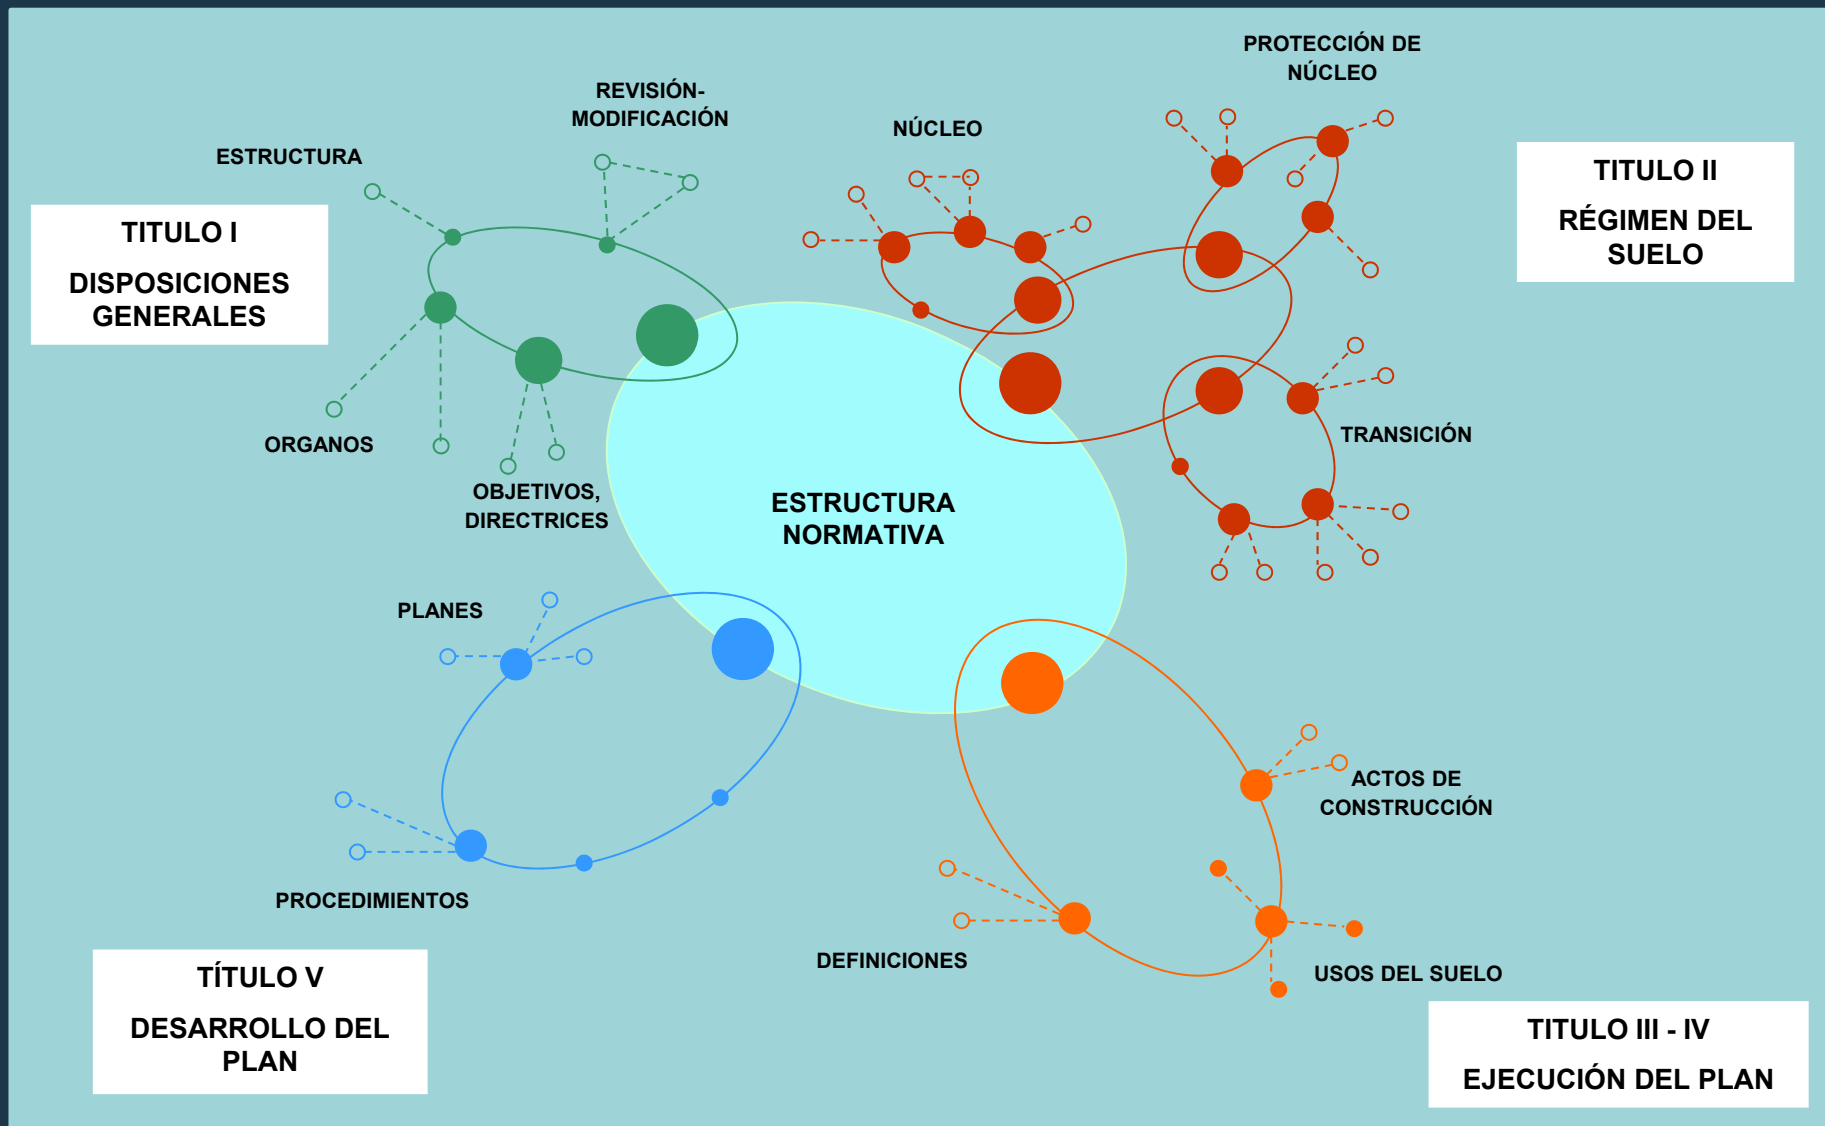 PROTECCIÓN DE
NÚCLEO
REVISIÓN-
MODIFICACIÓN
NÚCLEO
ESTRUCTURA
TITULO I
DISPOSICIONES
GENERALES
TITULO II
RÉGIMEN DEL
SUELO
ORGANOS
OBJETIVOS,
DIRECTRICES
TRANSICIÓN
ESTRUCTURA
NORMATIVA
PLANES
PROCEDIMIENTOS
ACTOS DE
CONSTRUCCIÓN
DEFINICIONES
USOS DEL SUELO
TÍTULO V
DESARROLLO DEL
PLAN
TITULO III - IV
EJECUCIÓN DEL PLAN